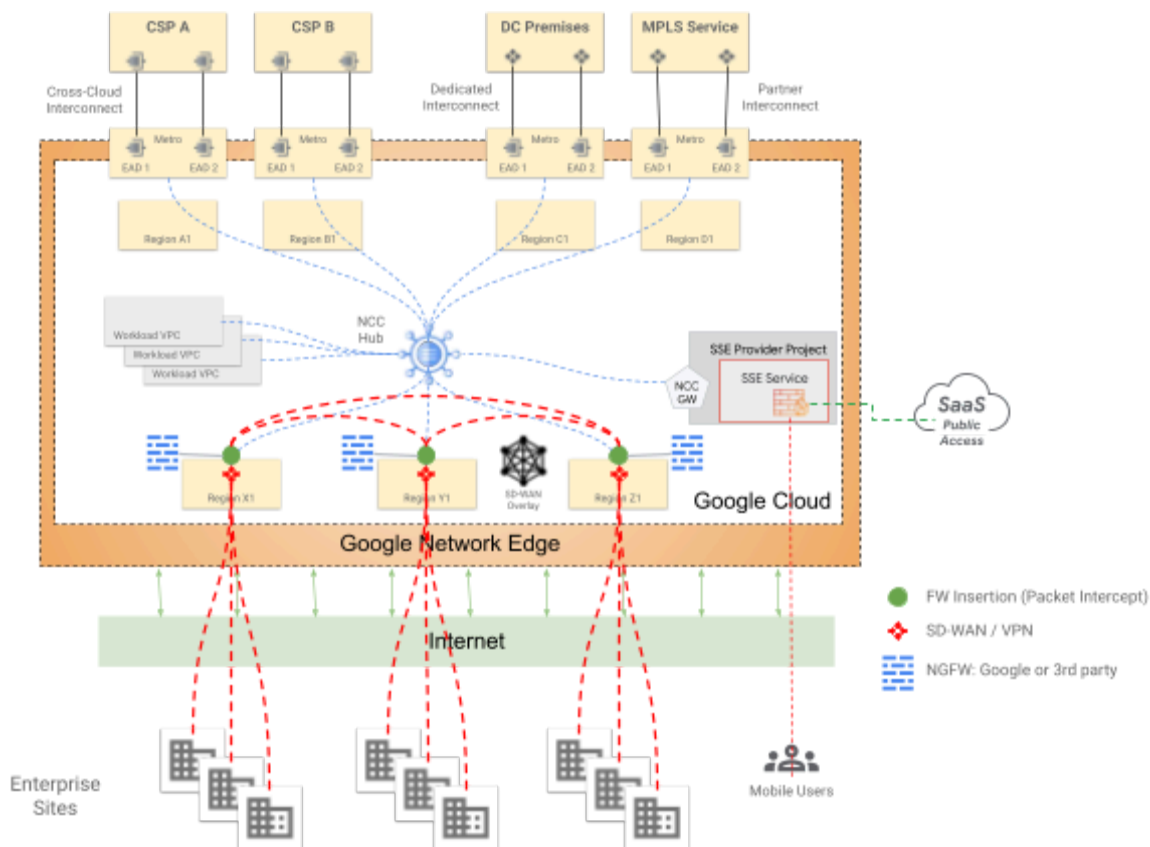 CSP A
CSP B
DC Premises
MPLS Service
Cross-Cloud
Interconnect
Dedicated
Interconnect
Partner
Interconnect
Metro
EAD 1
EAD 2
Metro
EAD 1
EAD 2
Metro
EAD 1
EAD 2
Metro
EAD 1
EAD 2
Region A1
Region B1
Region C1
Region D1
NCC
Hub
Workload VPC
Workload VPC
Workload VPC
SSE Provider Project
SSE Service
NCC
GW
SaaS
Public
Access
Region X1
Region Y1
SD-WAN
Overlay
Region Z1
Google Cloud
Google Network Edge
Internet
FW Insertion (Packet Intercept)
SD-WAN / VPN
NGFW: Google or 3rd party
Enterprise
Sites
Mobile Users